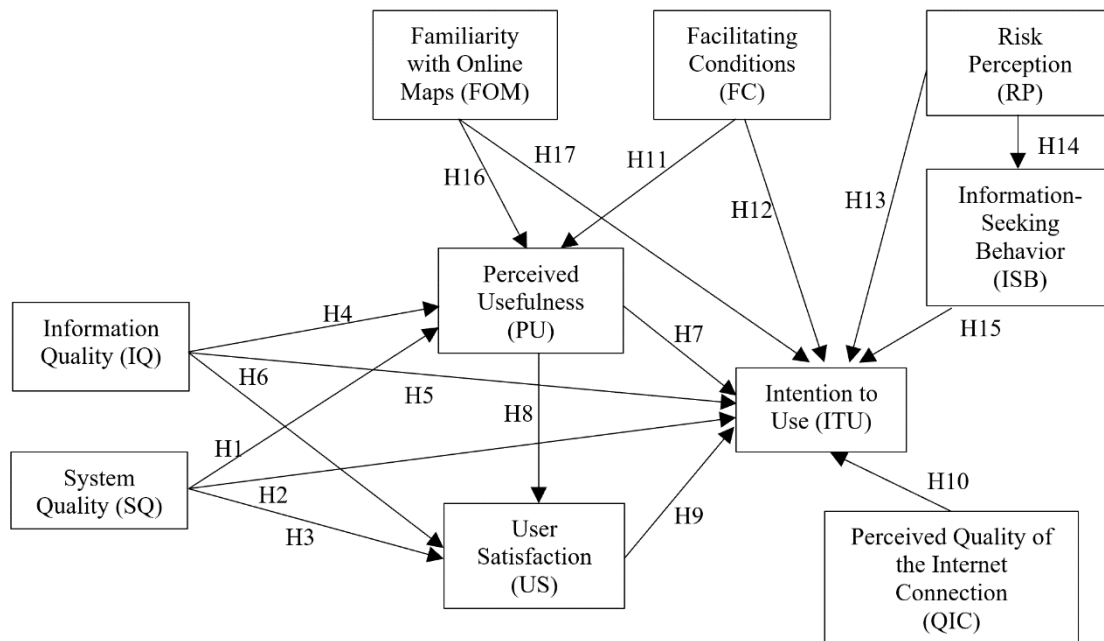 Familiarity
with Online
Maps (FOM)
Facilitating
Conditions
(FC)
Risk
Perception
(RP)
H17
H11
H14
H16
H12
H13
Information-
Seeking
Behavior
(ISB)
Perceived
Usefulness
(PU)
Information
Quality (IQ)
H4
H7
H15
H6
H5
H8
Intention to
Use (ITU)
H1
System
Quality (SQ)
H2
H3
H9
H10
User
Satisfaction
(US)
Perceived Quality of
the Internet
Connection
(QIC)